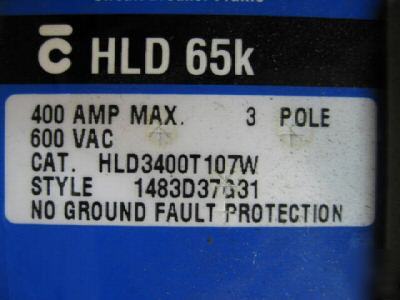 C HLD 65k
400 AMP MAX. 3 POLE
600 VAC
CAT. HLD3400T107W
STYLE 1483D37G31
NO GROUND FAULT PROTECTION